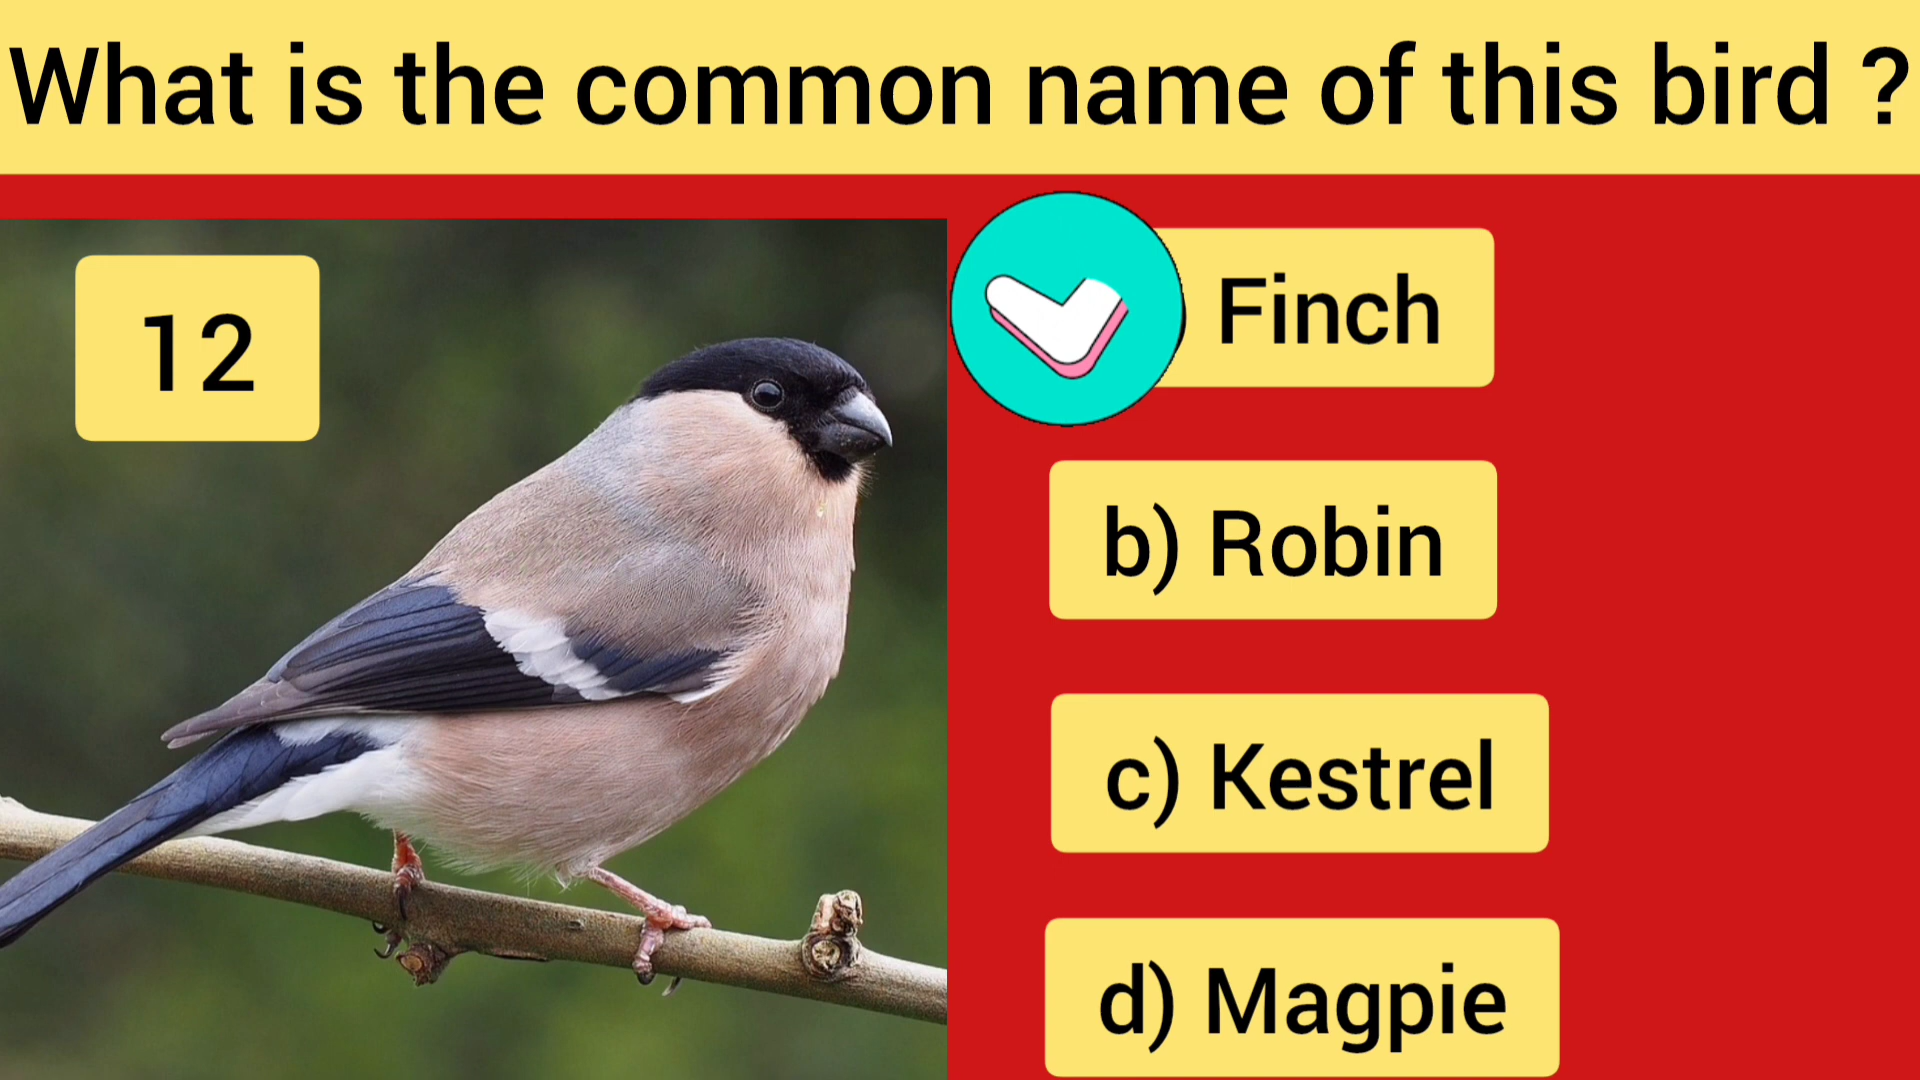 What is the common name of this bird ?
12
Finch
b) Robin
c) Kestrel
d) Magpie